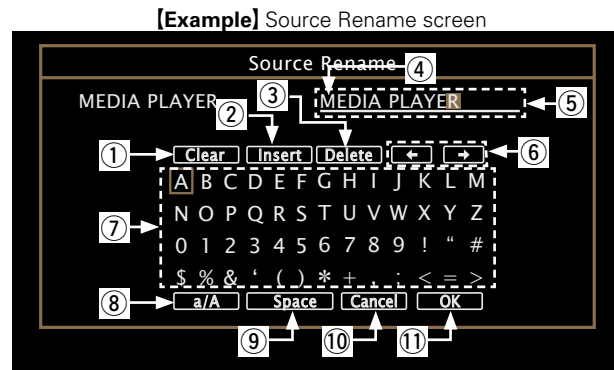 【Example】 Source Rename screen
Source Rename
④
MEDIA PLAYER MEDIA PLAYER
⑤
② ③
① Clear Insert Delete ← → ⑥
A B C D E F G H I J K L M
N O P Q R S T U V W X Y Z
⑦
0 1 2 3 4 5 6 7 8 9 ! “ #
$ % & ‘ ( ) * + , : < = >
⑧ a/A Space Cancel OK
⑨ ⑩ ⑪